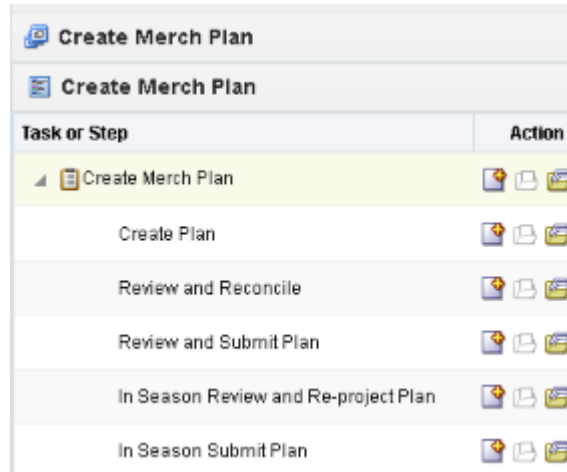 Create Merch Plan
Create Merch Plan
Task or Step Action
Create Merch Plan
Create Plan
Review and Reconcile
Review and Submit Plan
In Season Review and Re-project Plan
In Season Submit Plan